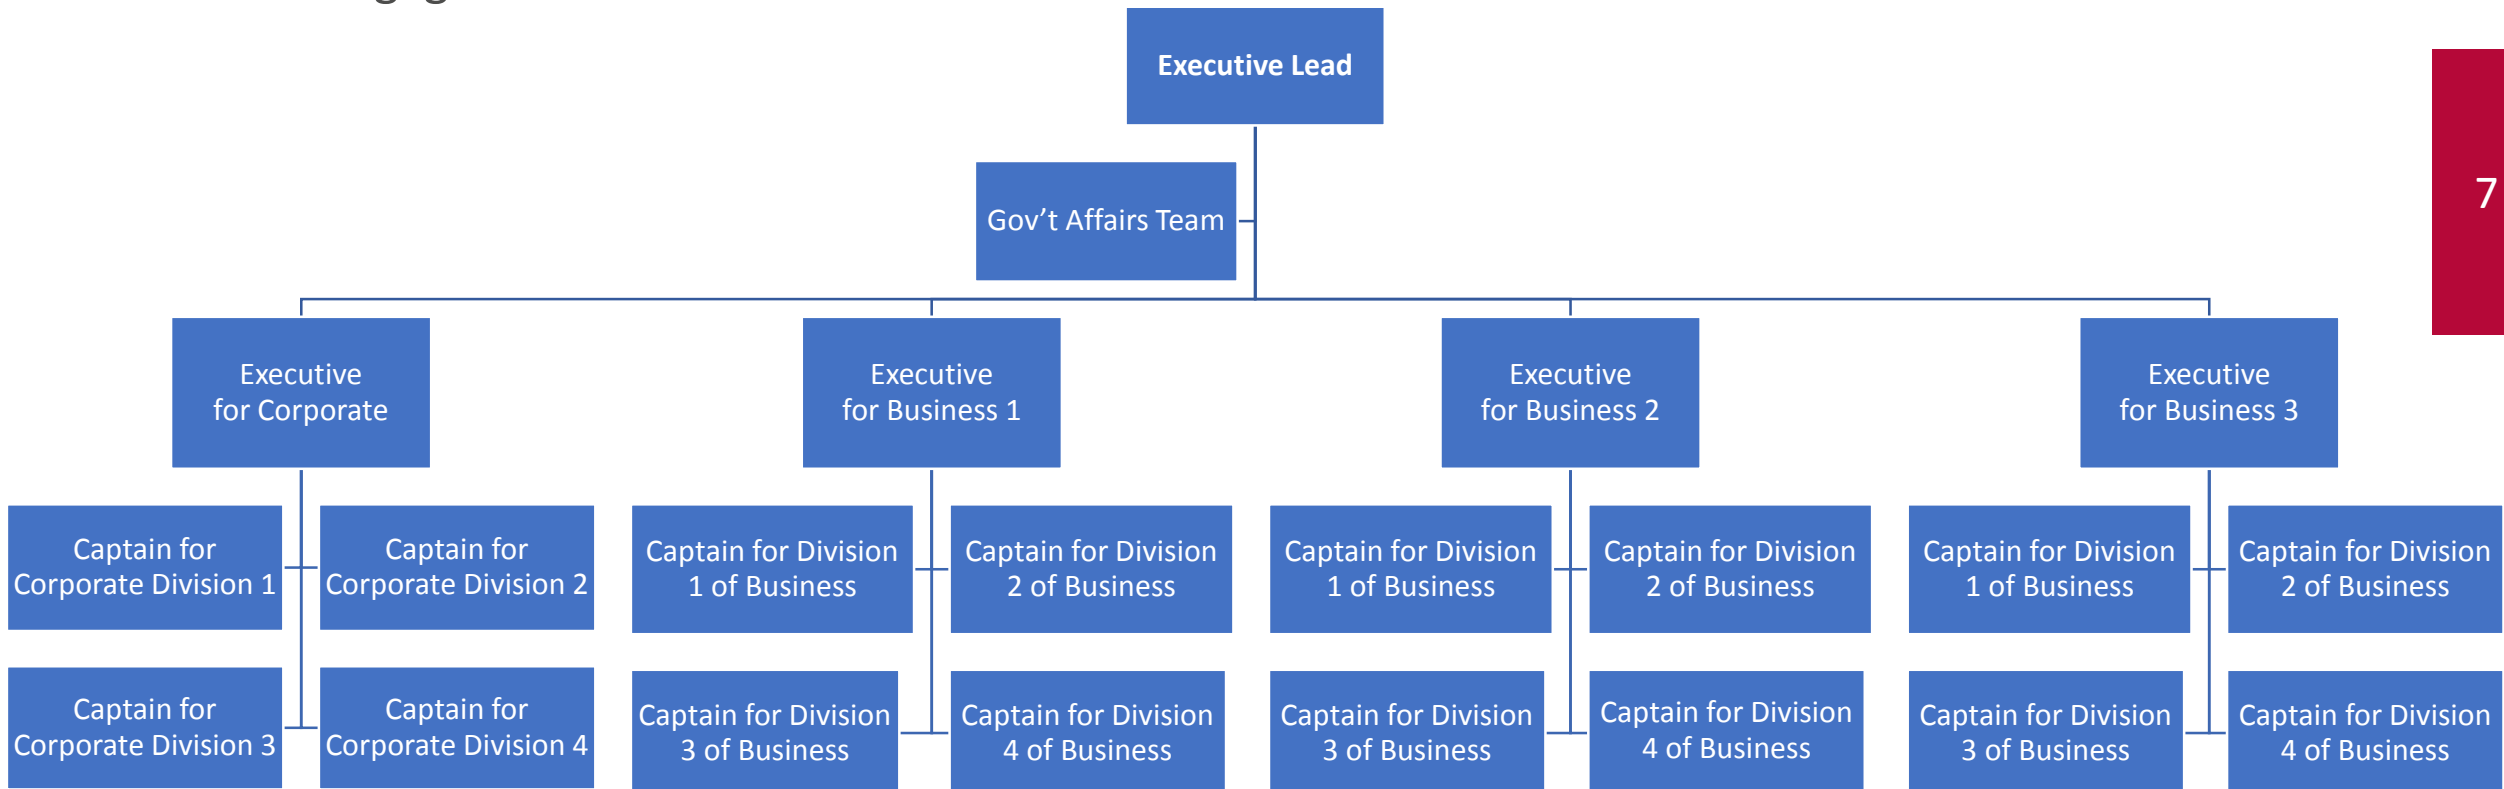 Executive Lead
7
Gov't Affairs Team
Executive
for Corporate
Executive
for Business 1
Executive
for Business 2
Executive
for Business 3
Captain for
Corporate Division 1
Captain for
Corporate Division 2
Captain for Division
1 of Business
Captain for Division
2 of Business
Captain for Division
1 of Business
Captain for Division
2 of Business
Captain for Division
1 of Business
Captain for Division
2 of Business
Captain for
Corporate Division 3
Captain for
Corporate Division 4
Captain for Division
3 of Business
Captain for Division
4 of Business
Captain for Division
3 of Business
Captain for Division
4 of Business
Captain for Division
3 of Business
Captain for Division
4 of Business